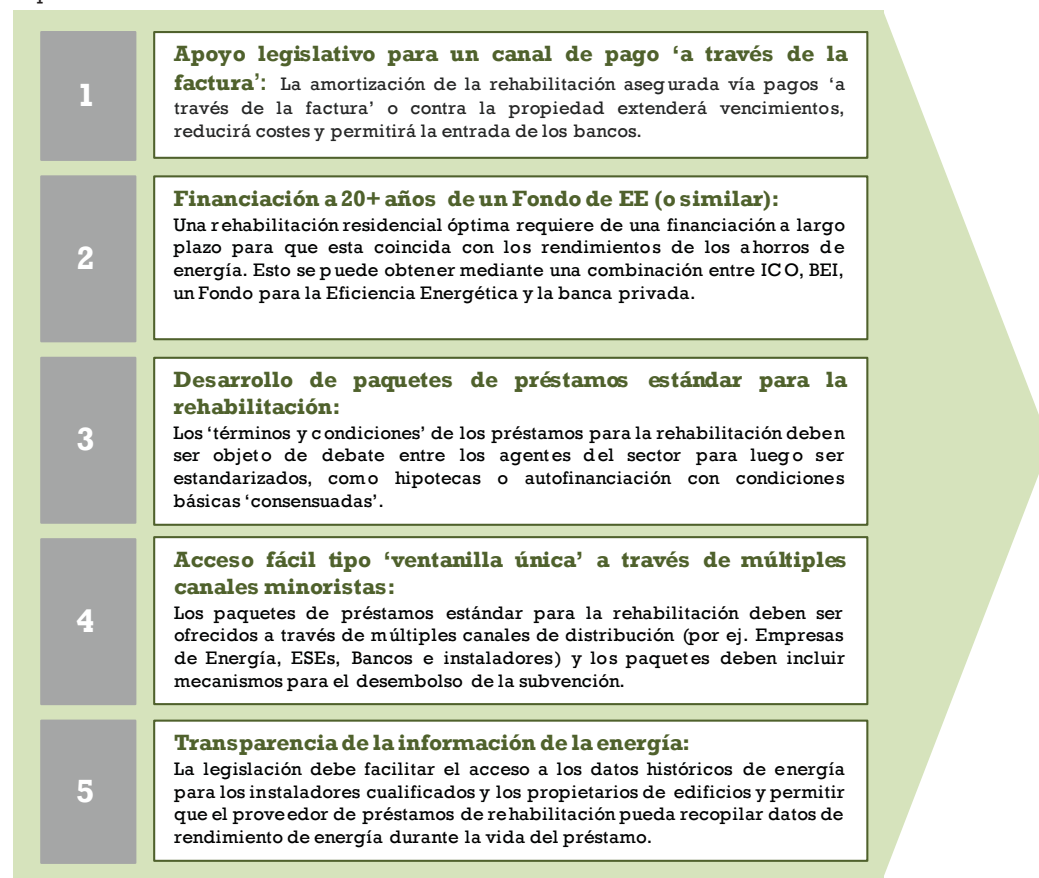 1
Apoyo legislativo para un canal de pago ‘a través de la
factura’: La amortización de la rehabilitación asegurada vía pagos ‘a
través de la factura’ o contra la propiedad extenderá vencimientos,
reducirá costes y permitirá la entrada de los bancos.
2
Financiación a 20+ años de un Fondo de EE (o similar):
Una rehabilitación residencial óptima requiere de una financiación a largo
plazo para que esta coincida con los rendimientos de los ahorros de
energía. Esto se puede obtener mediante una combinación entre ICO, BEI,
un Fondo para la Eficiencia Energética y la banca privada.
3
Desarrollo de paquetes de préstamos estándar para la
rehabilitación:
Los ‘términos y condiciones’ de los préstamos para la rehabilitación deben
ser objeto de debate entre los agentes del sector para luego ser
estandarizados, como hipotecas o autofinanciación con condiciones
básicas ‘consensuadas’.
4
Acceso fácil tipo ‘ventanilla única’ a través de múltiples
canales minoristas:
Los paquetes de préstamos estándar para la rehabilitación deben ser
ofrecidos a través de múltiples canales de distribución (por ej. Empresas
de Energía, ESEs, Bancos e instaladores) y los paquetes deben incluir
mecanismos para el desembolso de la subvención.
5
Transparencia de la información de la energía:
La legislación debe facilitar el acceso a los datos históricos de energía
para los instaladores cualificados y los propietarios de edificios y permitir
que el proveedor de préstamos de rehabilitación pueda recopilar datos de
rendimiento de energía durante la vida del préstamo.